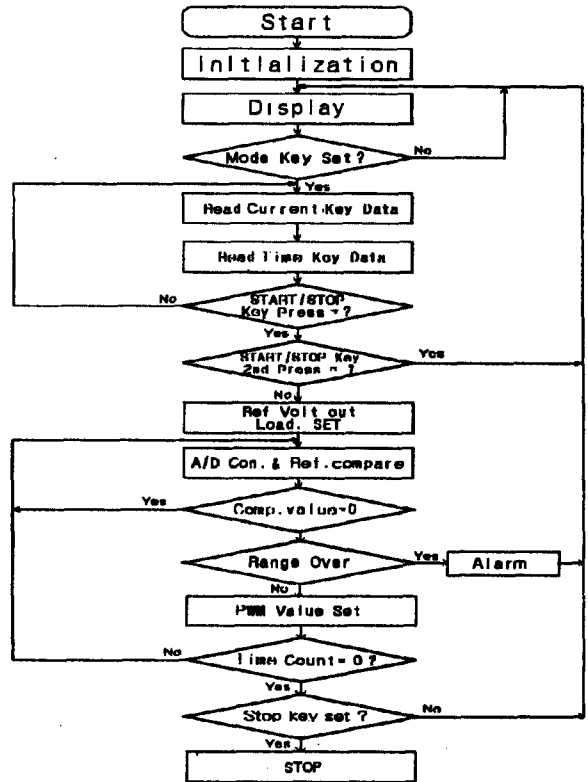 Start
Initialization
Display
Mode Key Set?
No
Yes
Read Current Key Data
Read Time Key Data
No
START/STOP
Key Press = ?
Yes
START/STOP Key
2nd Press = ?
Yes
No
Ref Volt out
Load. SET
A/D Con. & Ref.compare
Yes
Comp.value=0
Range Over
Yes
Alarm
No
PWM Value Set
No
Time Count= 0 ?
Yes
Stop key set ?
No
Yes
STOP